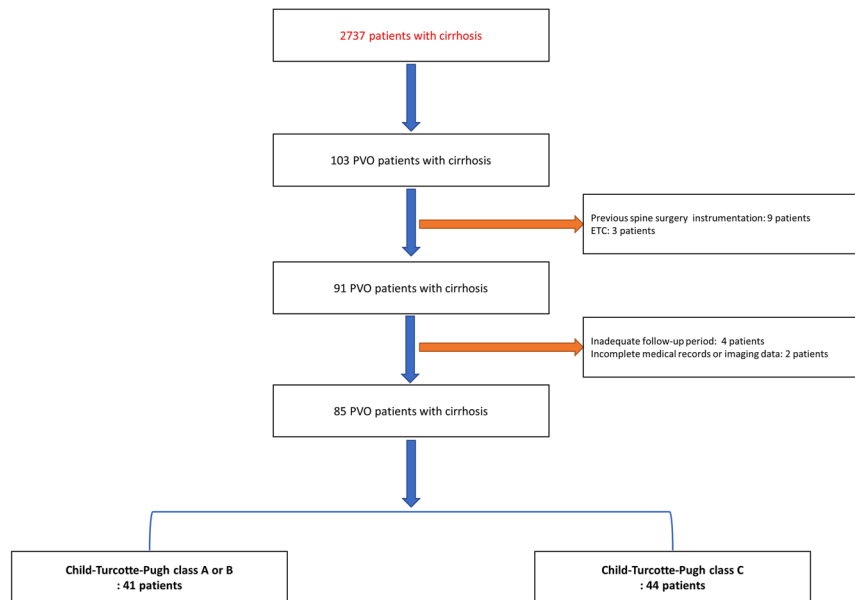 2737 patients with cirrhosis
103 PVO patients with cirrhosis
Previous spine surgery instrumentation: 9 patients
ETC: 3 patients
91 PVO patients with cirrhosis
Inadequate follow-up period: 4 patients
Incomplete medical records or imaging data: 2 patients
85 PVO patients with cirrhosis
Child-Turcotte-Pugh class A or B
: 41 patients
Child-Turcotte-Pugh class C
: 44 patients